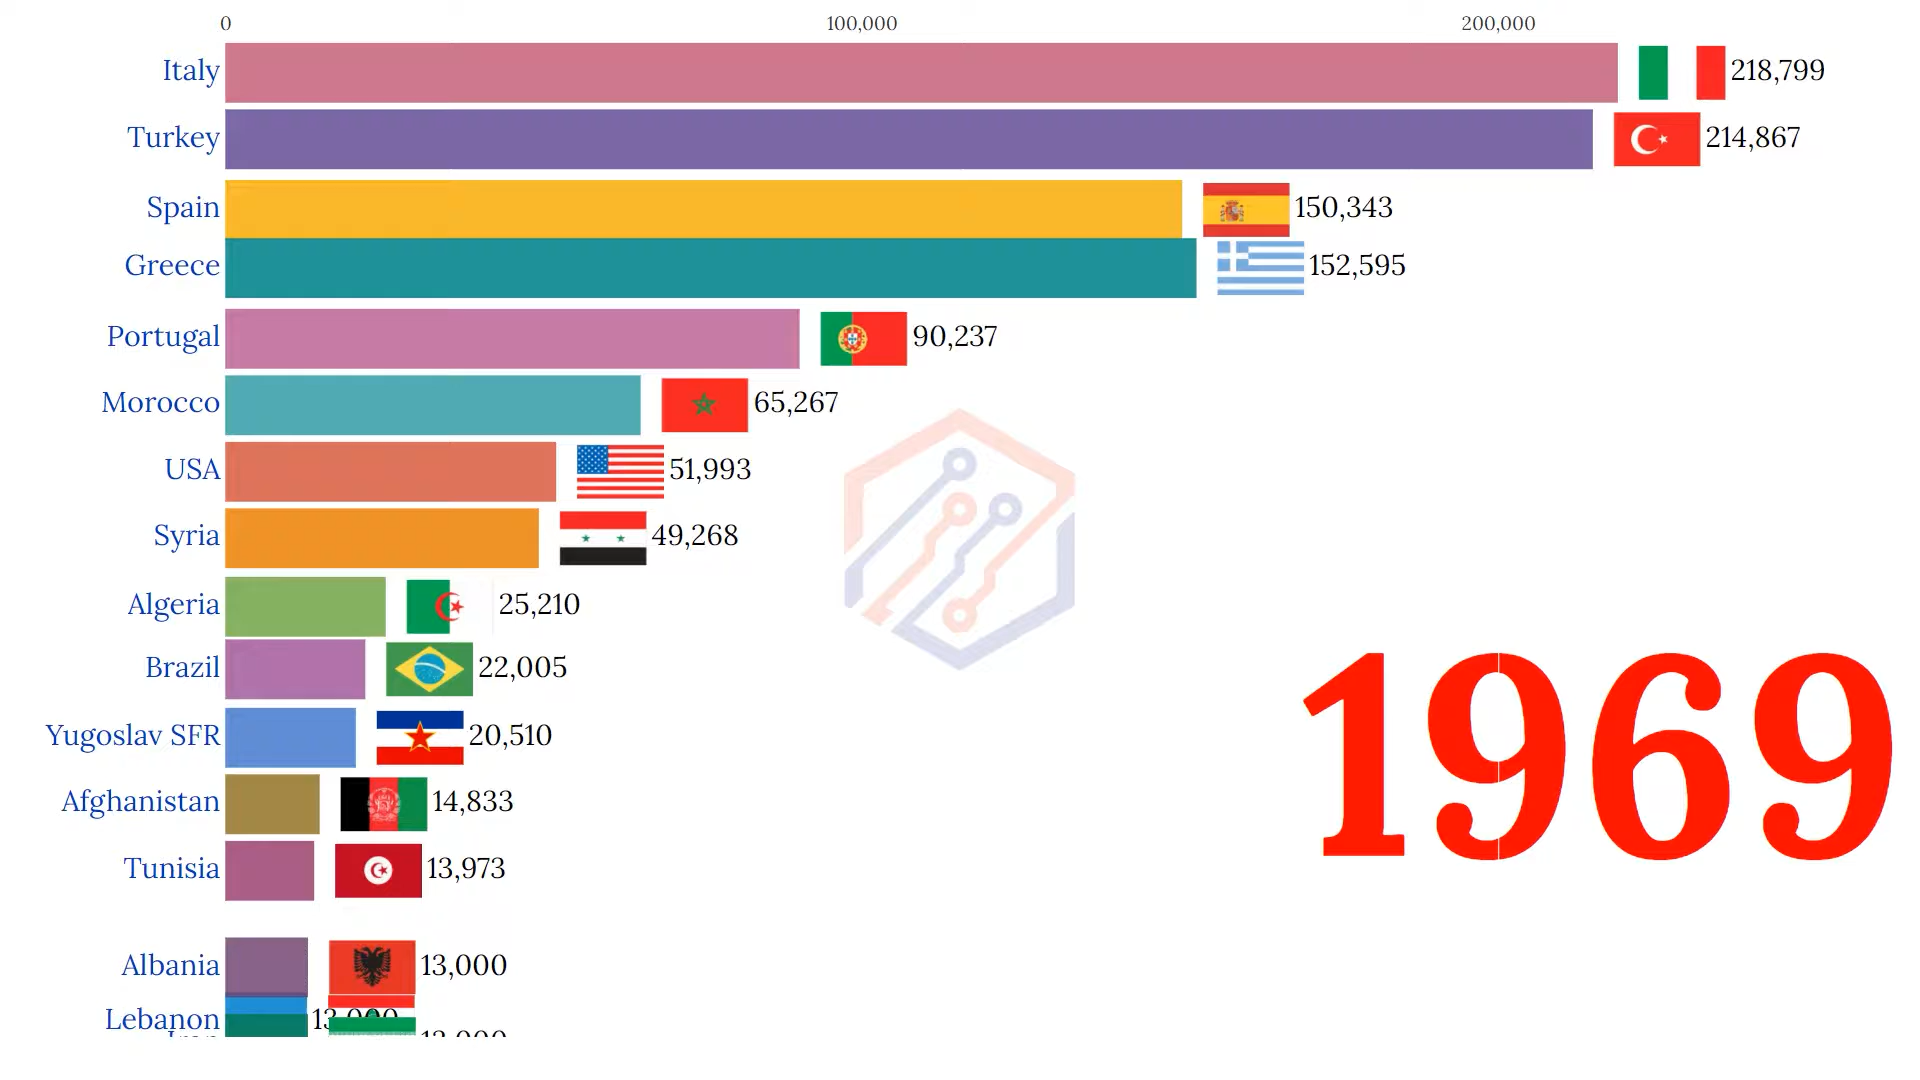 0 100,000 200,000
Italy 218,799
Turkey 214,867
Spain 150,343
Greece 152,595
Portugal 90,237
Morocco 65,267
USA 51,993
Syria 49,268
Algeria 25,210
Brazil 22,005
Yugoslav SFR 20,510
Afghanistan 14,833
Tunisia 13,973
Albania 13,000
Lebanon 13,000
1969